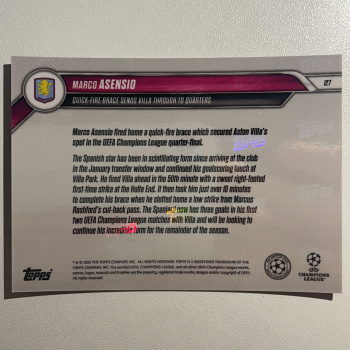 MARCO ASENSIO
127
QUICK-FIRE BRACE SENDS VILLA THROUGH TO QUARTERS
Marco Asensio fired home a quick-fire brace which secured Aston Villa's
spot in the UEFA Champions League quarter-final.
The Spanish star has been in scintillating form since arriving at the club
in the January transfer window and continued his goalscoring touch at
Villa Park. He fired Villa ahead in the 50th minute with a sweet right-footed
first-time strike at the Holte End. It then took him just over 10 minutes
to complete his brace when he slotted home a low strike from Marcus
Rashford's cut-back pass. The Spaniard now has three goals in his first
two UEFA Champions League matches with Villa and will be looking to
continue his incredible form for the remainder of the season.
Topps
CHAMPIONS
LEAGUE